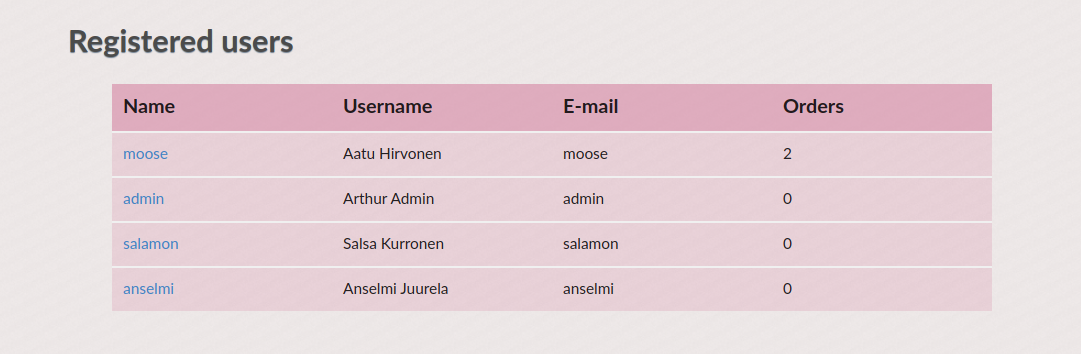 Registered users
Name Username E-mail Orders
moose Aatu Hirvonen moose 2
admin Arthur Admin admin 0
salamon Salsa Kurronen salamon 0
anselmi Anselmi Juurela anselmi 0